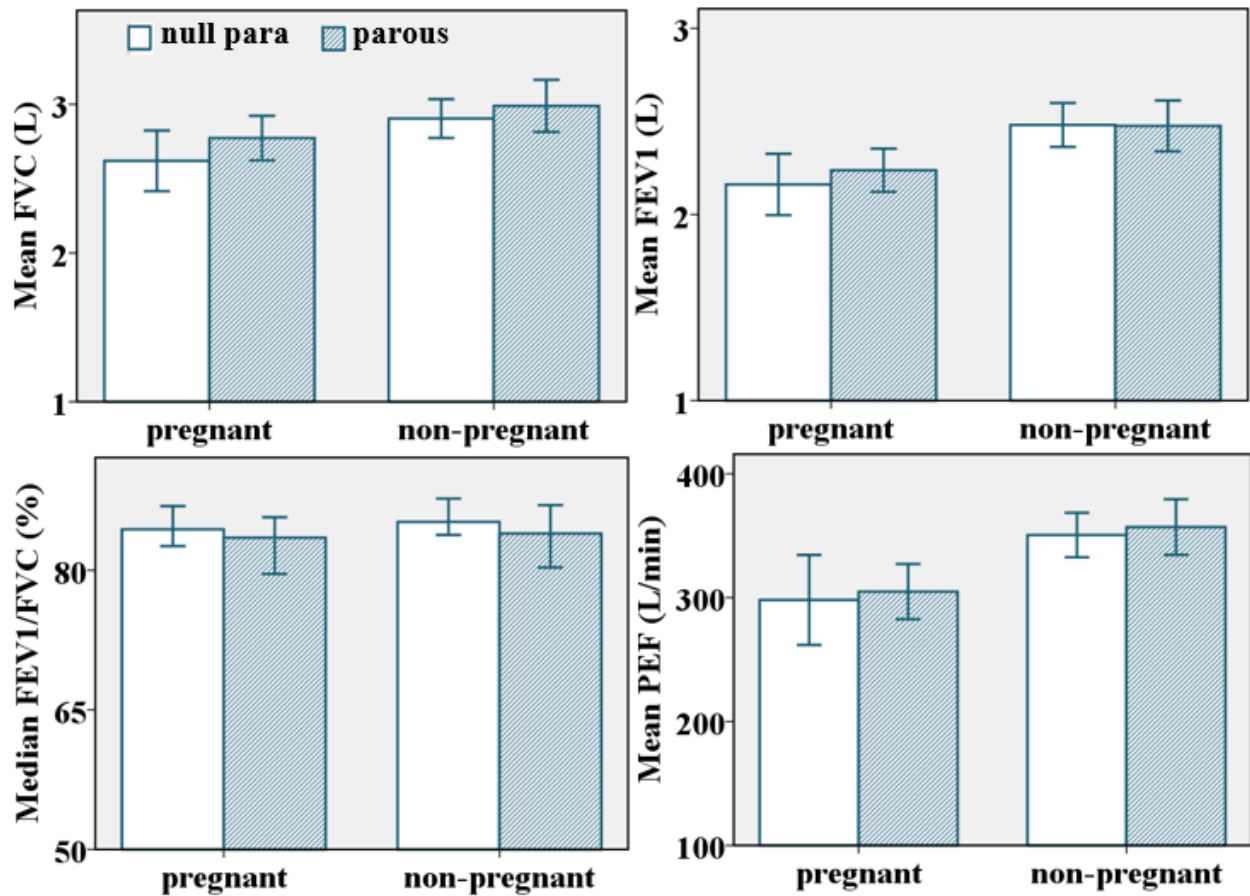 null para parous
Mean FVC (L)
3
2
1
pregnant non-pregnant
Mean FEV1 (L)
3
2
1
pregnant non-pregnant
Median FEV1/FVC (%)
80
65
50
pregnant non-pregnant
Mean PEF (L/min)
400
300
200
100
pregnant non-pregnant